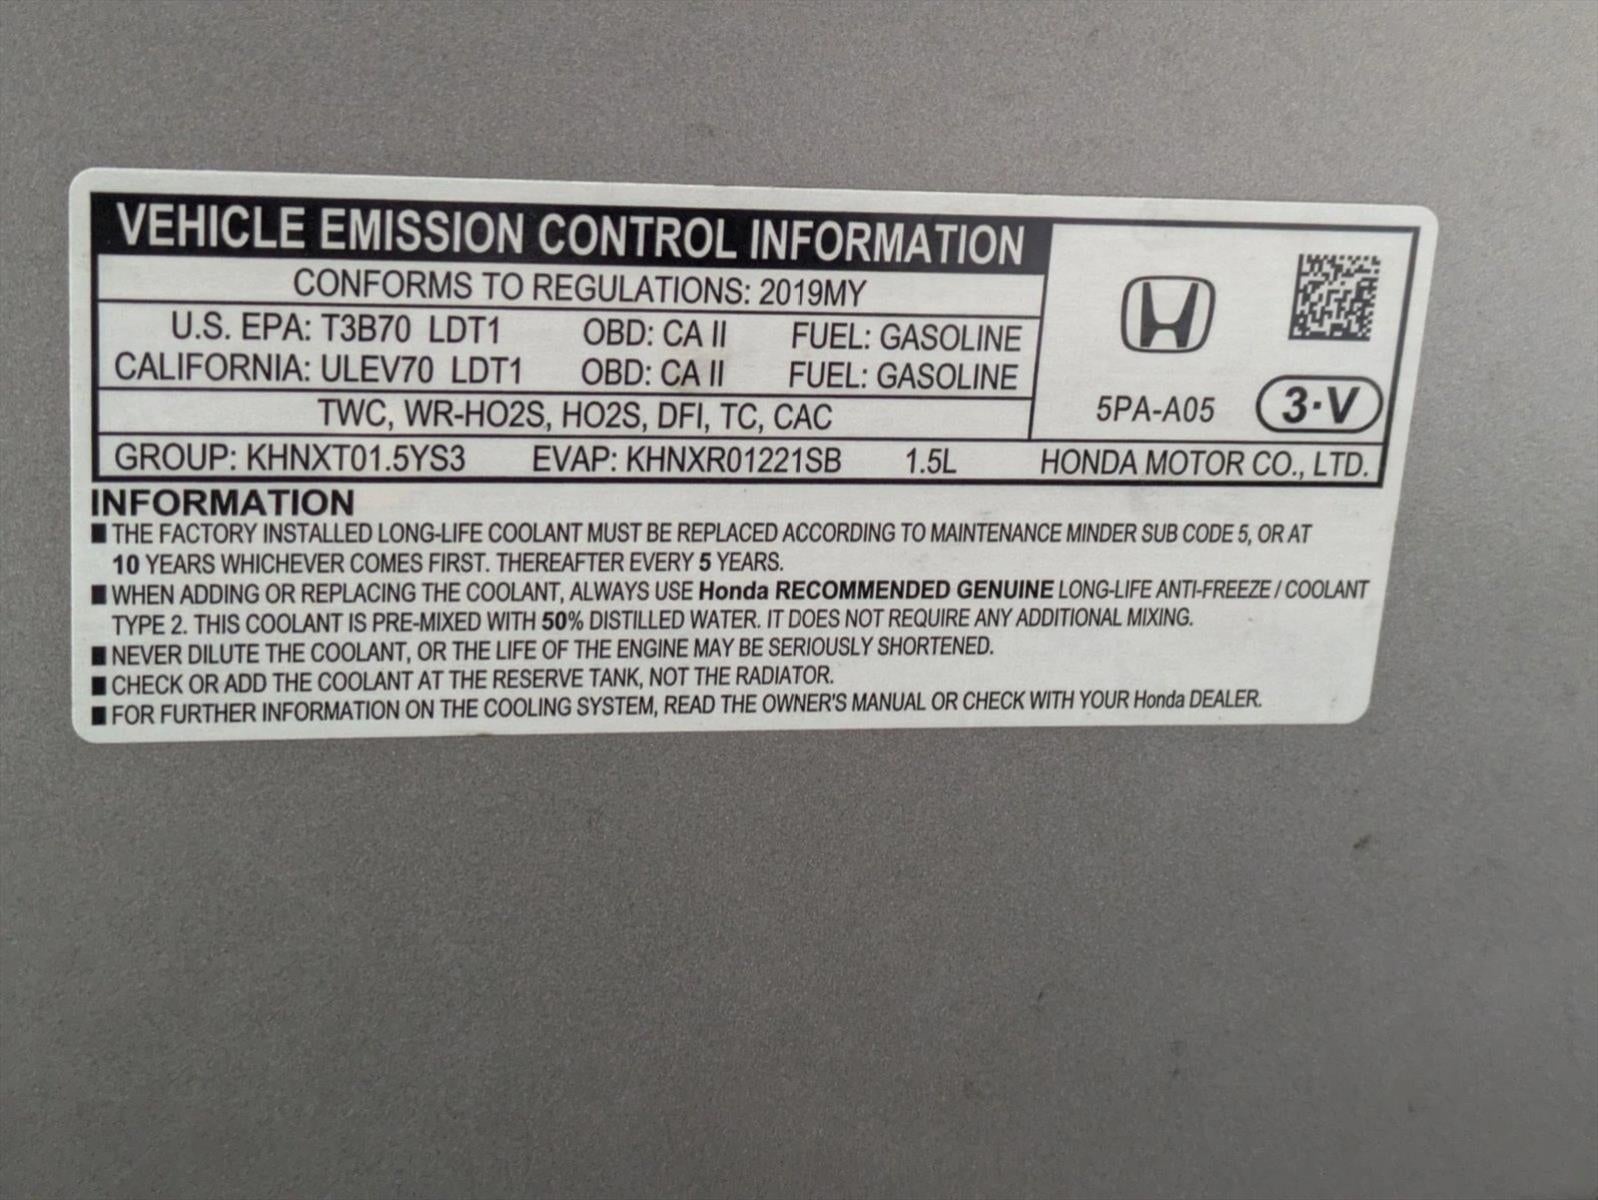 VEHICLE EMISSION CONTROL INFORMATION
CONFORMS TO REGULATIONS: 2019MY
U.S. EPA: T3B70 LDT1 OBD: CA II FUEL: GASOLINE
CALIFORNIA: ULEV70 LDT1 OBD: CA II FUEL: GASOLINE
TWC, WR-HO2S, HO2S, DFI, TC, CAC
5PA-A05 3·V
GROUP: KHNXT01.5YS3 EVAP: KHNXR01221SB 1.5L HONDA MOTOR CO., LTD.
INFORMATION
■ THE FACTORY INSTALLED LONG-LIFE COOLANT MUST BE REPLACED ACCORDING TO MAINTENANCE MINDER SUB CODE 5, OR AT
10 YEARS WHICHEVER COMES FIRST. THEREAFTER EVERY 5 YEARS.
■ WHEN ADDING OR REPLACING THE COOLANT, ALWAYS USE Honda RECOMMENDED GENUINE LONG-LIFE ANTI-FREEZE / COOLANT
TYPE 2. THIS COOLANT IS PRE-MIXED WITH 50% DISTILLED WATER. IT DOES NOT REQUIRE ANY ADDITIONAL MIXING.
■ NEVER DILUTE THE COOLANT, OR THE LIFE OF THE ENGINE MAY BE SERIOUSLY SHORTENED.
■ CHECK OR ADD THE COOLANT AT THE RESERVE TANK, NOT THE RADIATOR.
■ FOR FURTHER INFORMATION ON THE COOLING SYSTEM, READ THE OWNER'S MANUAL OR CHECK WITH YOUR Honda DEALER.